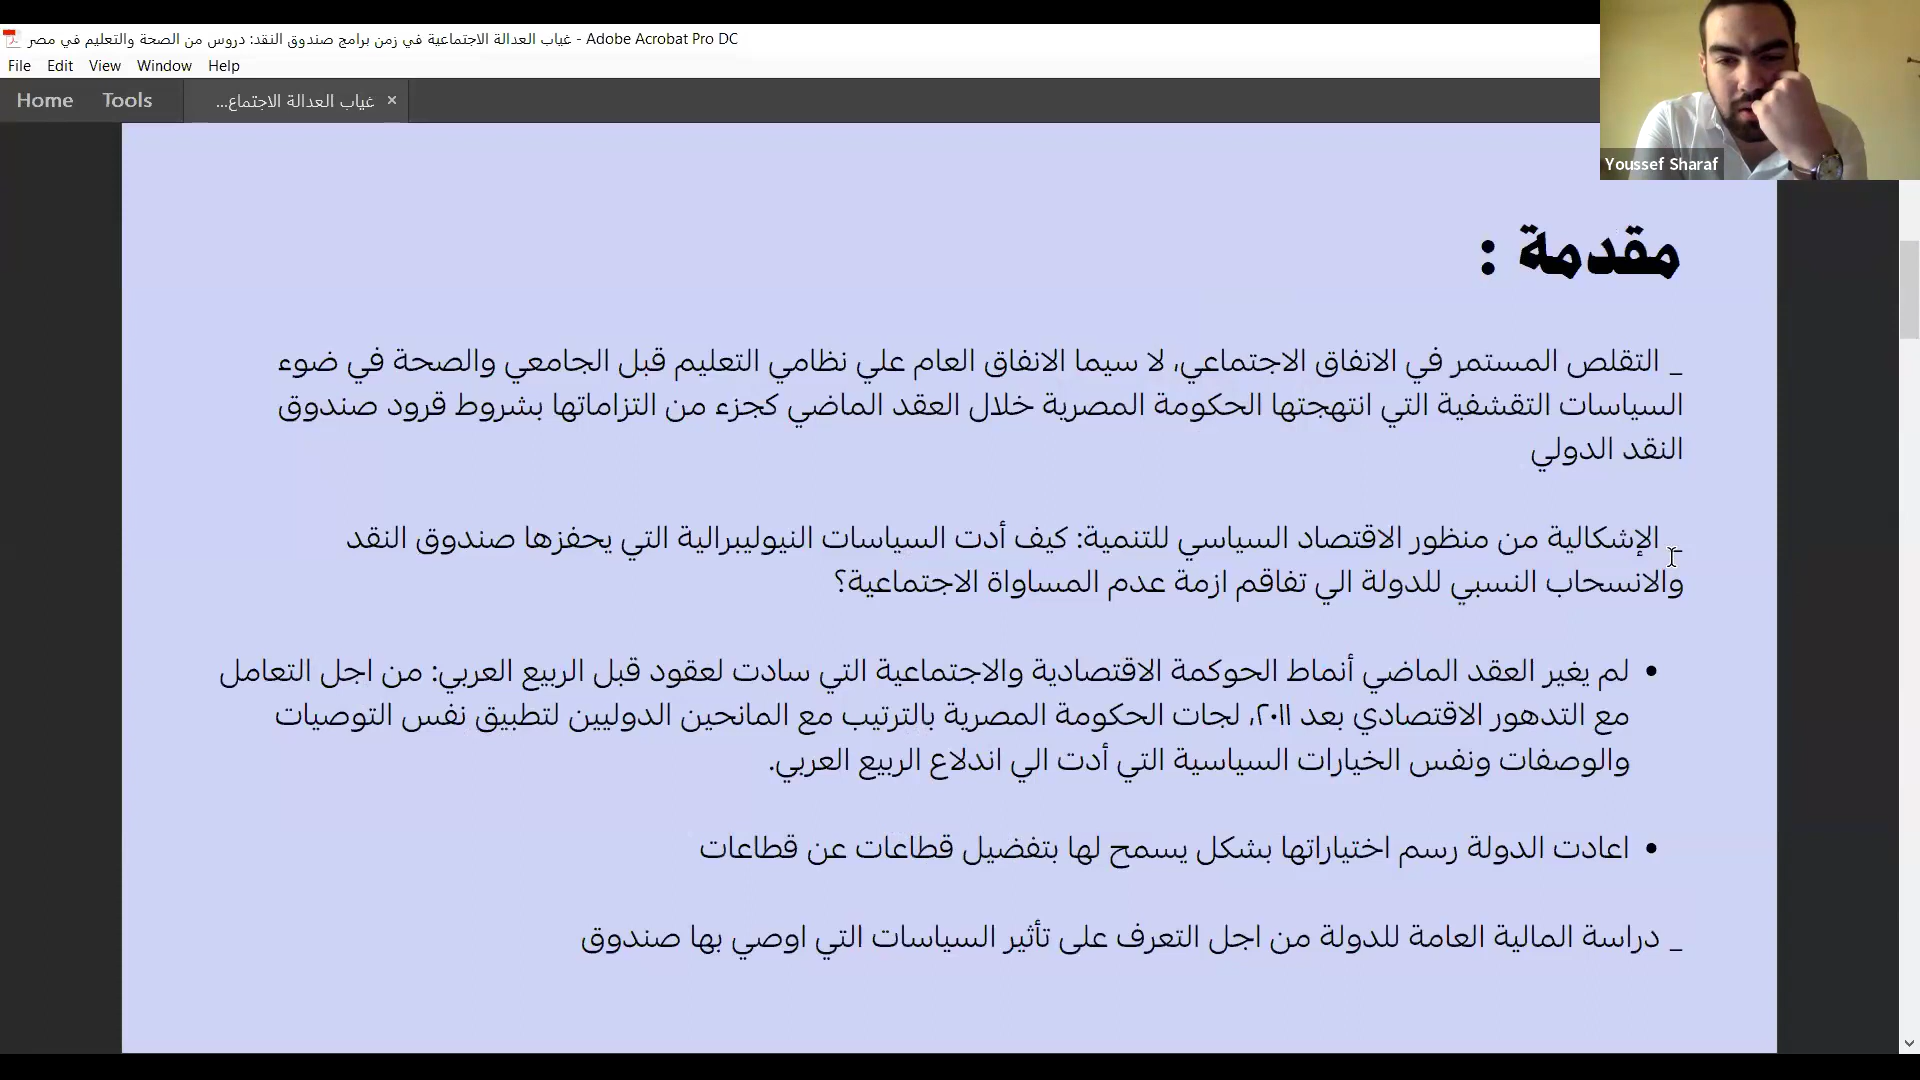 غياب العدالة الاجتماعية في زمن برامج صندوق النقد: دروس من الصحة والتعليم في مصر - Adobe Acrobat Pro DC
File Edit View Window Help
Home Tools غياب العدالة الاجتماع... ×
Youssef Sharaf
مقدمة :
_ التقلص المستمر في الانفاق الاجتماعي، لا سيما الانفاق العام علي نظامي التعليم قبل الجامعي والصحة في ضوء
السياسات التقشفية التي انتهجتها الحكومة المصرية خلال العقد الماضي كجزء من التزاماتها بشروط قرود صندوق
النقد الدولي
_ الإشكالية من منظور الاقتصاد السياسي للتنمية: كيف أدت السياسات النيوليبرالية التي يحفزها صندوق النقد
والانسحاب النسبي للدولة الي تفاقم ازمة عدم المساواة الاجتماعية؟
• لم يغير العقد الماضي أنماط الحوكمة الاقتصادية والاجتماعية التي سادت لعقود قبل الربيع العربي: من اجل التعامل
مع التدهور الاقتصادي بعد ٢٠١١، لجات الحكومة المصرية بالترتيب مع المانحين الدوليين لتطبيق نفس التوصيات
والوصفات ونفس الخيارات السياسية التي أدت الي اندلاع الربيع العربي.
• اعادت الدولة رسم اختياراتها بشكل يسمح لها بتفضيل قطاعات عن قطاعات
_ دراسة المالية العامة للدولة من اجل التعرف على تأثير السياسات التي اوصي بها صندوق